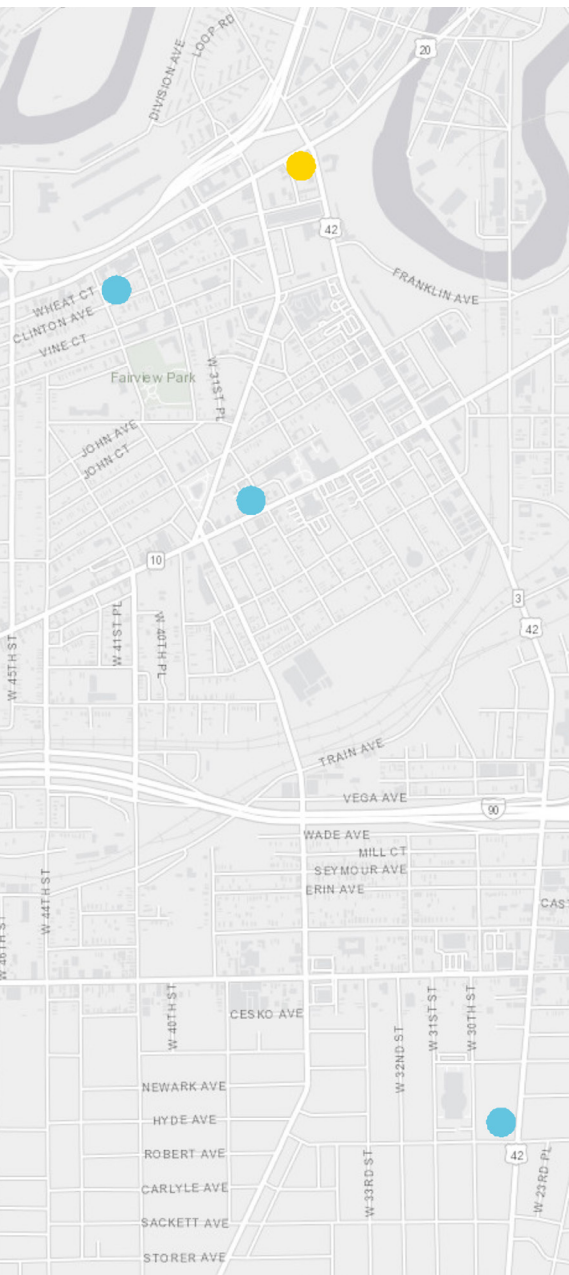 LOOP RD
DIVISION AVE
20
42
FRANKLIN AVE
WHEAT CT
CLINTON AVE
VINE CT
W 31ST PL
Fairview Park
JOHN AVE
JOHN CT
10
3
42
W 41ST PL
W 40TH PL
W 45TH ST
TRAIN AVE
VEGA AVE
90
WADE AVE
MILL CT
SEYMOUR AVE
ERIN AVE
W 44TH ST
CAS
W 46TH ST
W 40TH ST
CESKO AVE
W 31ST ST
W 30TH ST
W 32ND ST
NEWARK AVE
HYDE AVE
ROBERT AVE
42
W 33RD ST
W 23RD PL
CARLYLE AVE
SACKETT AVE
STORER AVE